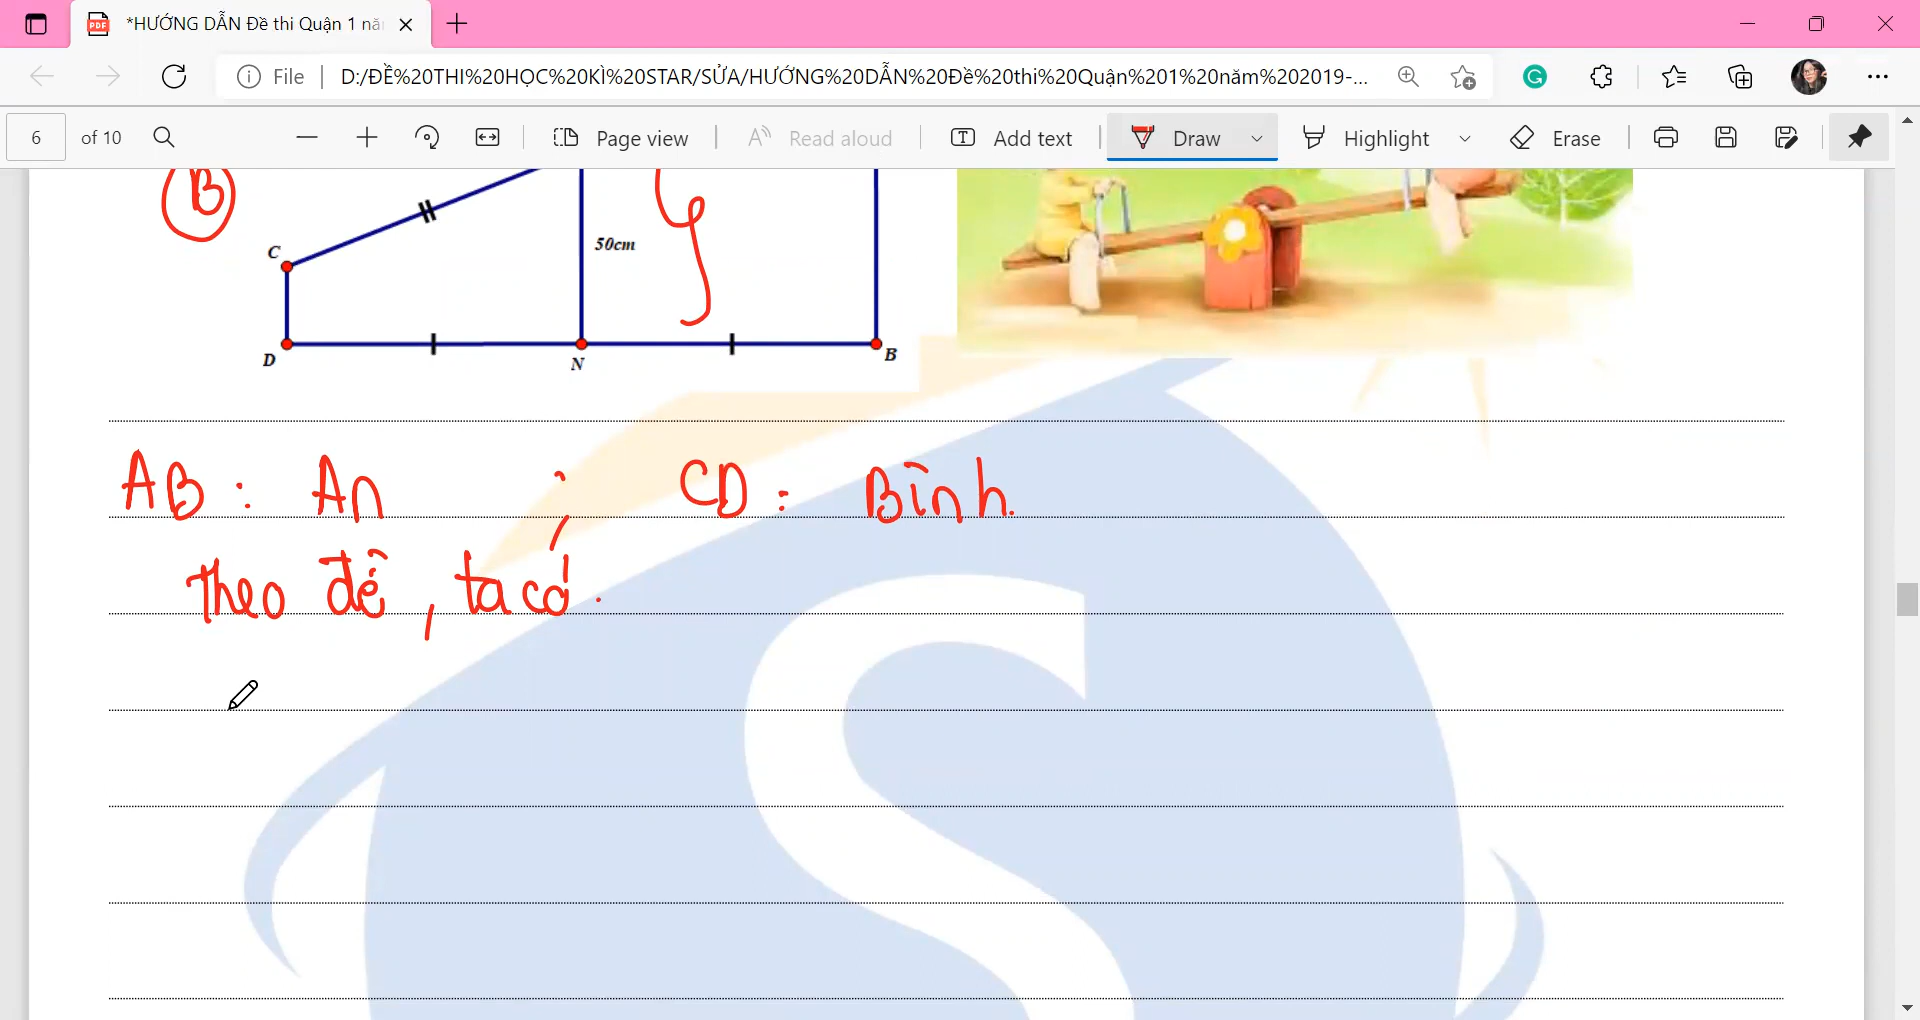 *HƯỚNG DẪN Đề thi Quận 1 nă
File D:/ĐỀ%20THI%20HỌC%20KÌ%20STAR/SỬA/HƯỚNG%20DẪN%20Đề%20thi%20Quận%201%20năm%202019-...
6 of 10 Page view Read aloud Add text Draw Highlight Erase
B
C
50cm
D
N
B
AB : An ; CD : Bình.
Theo đề, ta có:
S